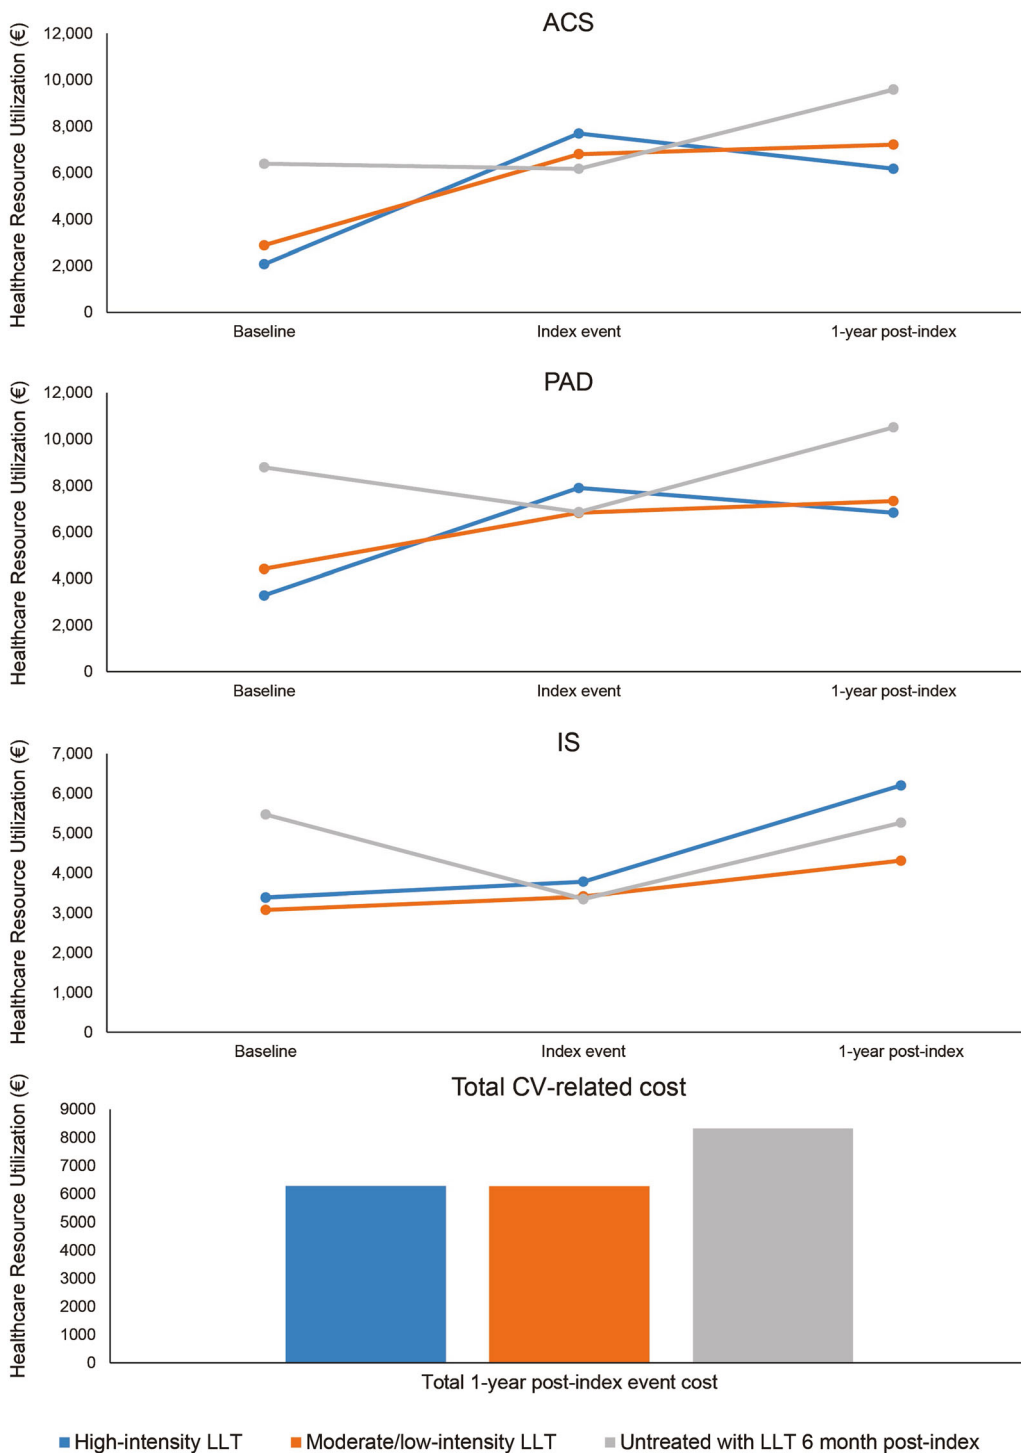 ACS
Healthcare Resource Utilization (€)
12,000
10,000
8,000
6,000
4,000
2,000
0
Baseline Index event 1-year post-index
PAD
Healthcare Resource Utilization (€)
12,000
10,000
8,000
6,000
4,000
2,000
0
Baseline Index event 1-year post-index
IS
Healthcare Resource Utilization (€)
7,000
6,000
5,000
4,000
3,000
2,000
1,000
0
Baseline Index event 1-year post-index
Total CV-related cost
Healthcare Resource Utilization (€)
9000
8000
7000
6000
5000
4000
3000
2000
1000
0
Total 1-year post-index event cost
High-intensity LLT Moderate/low-intensity LLT Untreated with LLT 6 month post-index